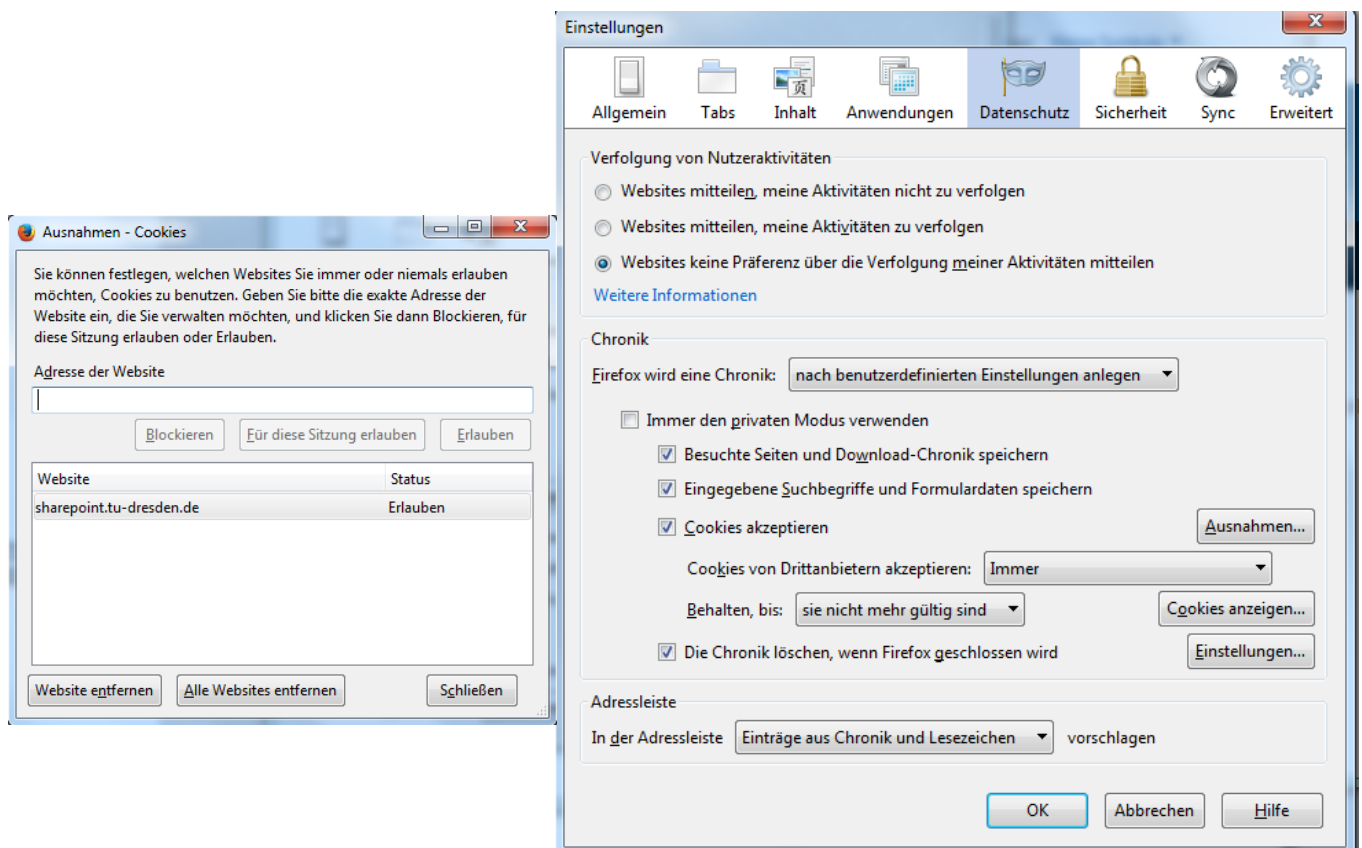 Ausnahmen - Cookies
Sie können festlegen, welchen Websites Sie immer oder niemals erlauben
möchten, Cookies zu benutzen. Geben Sie bitte die exakte Adresse der
Website ein, die Sie verwalten möchten, und klicken Sie dann Blockieren, für
diese Sitzung erlauben oder Erlauben.
Adresse der Website
Blockieren Für diese Sitzung erlauben Erlauben
Website Status
sharepoint.tu-dresden.de Erlauben
Website entfernen Alle Websites entfernen Schließen
Einstellungen
Allgemein Tabs Inhalt Anwendungen Datenschutz Sicherheit Sync Erweitert
Verfolgung von Nutzeraktivitäten
Websites mitteilen, meine Aktivitäten nicht zu verfolgen
Websites mitteilen, meine Aktivitäten zu verfolgen
Websites keine Präferenz über die Verfolgung meiner Aktivitäten mitteilen
Weitere Informationen
Chronik
Firefox wird eine Chronik: nach benutzerdefinierten Einstellungen anlegen
Immer den privaten Modus verwenden
Besuchte Seiten und Download-Chronik speichern
Eingegebene Suchbegriffe und Formulardaten speichern
Cookies akzeptieren Ausnahmen...
Cookies von Drittanbietern akzeptieren: Immer
Behalten, bis: sie nicht mehr gültig sind Cookies anzeigen...
Die Chronik löschen, wenn Firefox geschlossen wird Einstellungen...
Adressleiste
In der Adressleiste Einträge aus Chronik und Lesezeichen vorschlagen
OK Abbrechen Hilfe